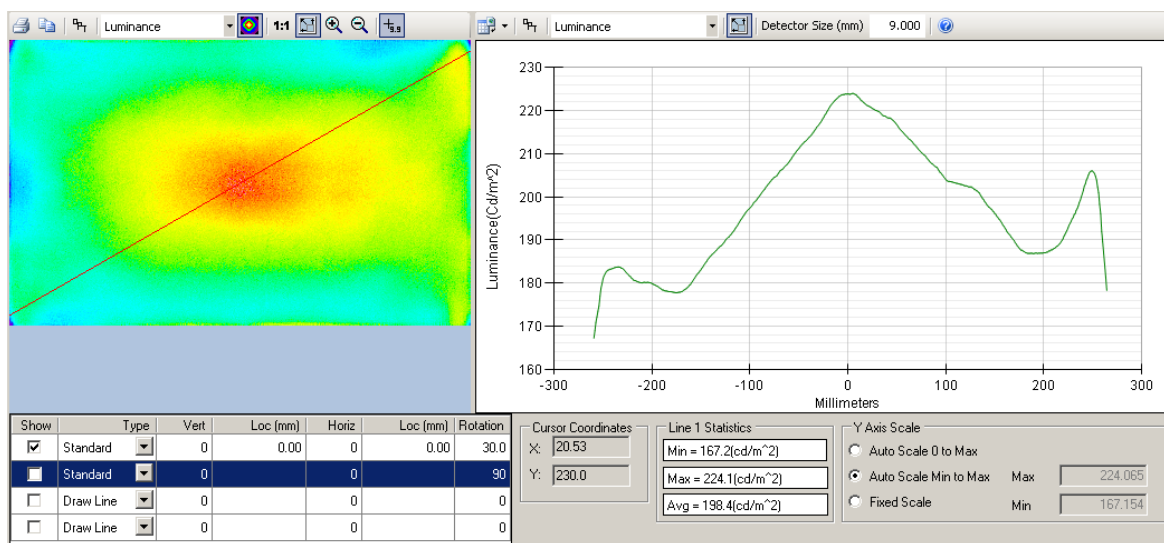 Luminance 1:1
Luminance Detector Size (mm) 9.000
230
220
210
200
190
180
170
160
Luminance(Cd/m^2)
-300 -200 -100 0 100 200 300
Millimeters
Show Type Vert Loc (mm) Horiz Loc (mm) Rotation
Standard 0 0.00 0 0.00 30.0
Standard 0 0 90
Draw Line 0 0 0
Draw Line 0 0 0
Cursor Coordinates
X: 20.53
Y: 230.0
Line 1 Statistics
Min = 167.2(cd/m^2)
Max = 224.1(cd/m^2)
Avg = 198.4(cd/m^2)
Y Axis Scale
Auto Scale 0 to Max
Auto Scale Min to Max Max 224.065
Fixed Scale Min 167.154